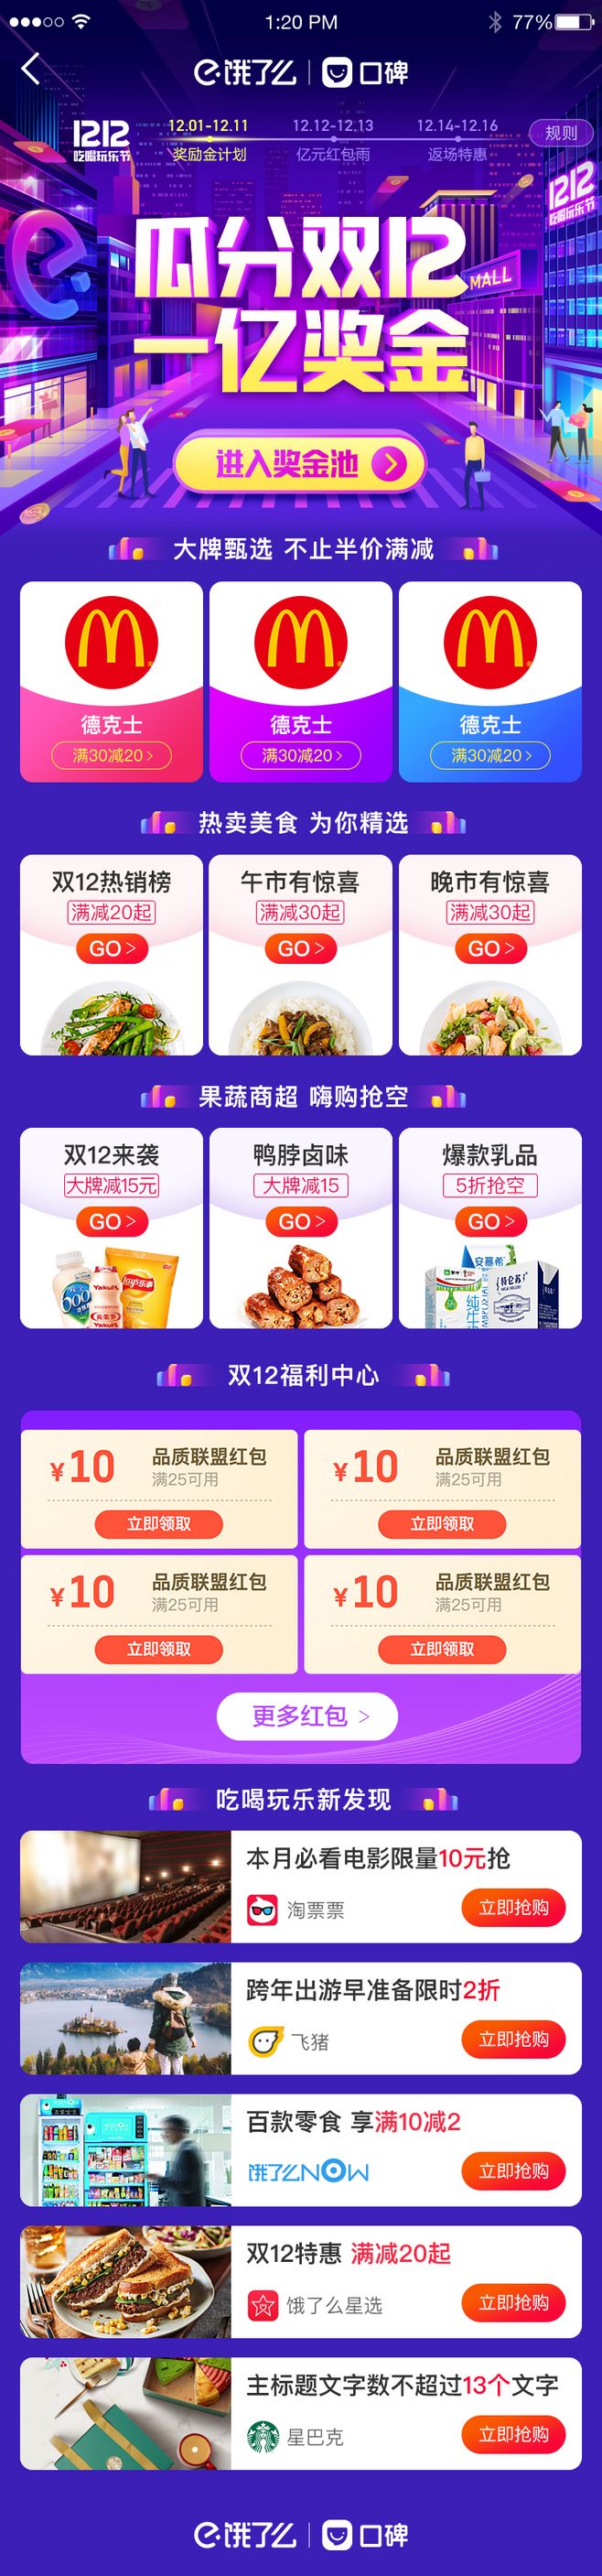 1:20 PM
77%
饿了么 口碑
1212
吃喝玩乐节
12.01-12.11
奖励金计划
12.12-12.13
亿元红包雨
12.14-12.16
返场特惠
规则
1212
吃喝玩乐节
瓜分双12
MALL
一亿奖金
进入奖金池
大牌甄选 不止半价满减
德克士
满30减20 >
德克士
满30减20 >
德克士
满30减20 >
热卖美食 为你精选
双12热销榜
满减20起
GO >
午市有惊喜
满减30起
GO >
晚市有惊喜
满减30起
GO >
果蔬商超 嗨购抢空
双12来袭
大牌减15元
GO >
Lay's乐事
Yakult
鸭脖卤味
大牌减15
GO >
爆款乳品
5折抢空
GO >
安慕希
特仑苏
纯牛
双12福利中心
¥10
品质联盟红包
满25可用
立即领取
¥10
品质联盟红包
满25可用
立即领取
¥10
品质联盟红包
满25可用
立即领取
¥10
品质联盟红包
满25可用
立即领取
更多红包 >
吃喝玩乐新发现
本月必看电影限量10元抢
淘票票
立即抢购
跨年出游早准备限时2折
飞猪
立即抢购
百款零食 享满10减2
饿了么NOW
立即抢购
双12特惠 满减20起
饿了么星选
立即抢购
主标题文字数不超过13个文字
星巴克
立即抢购
饿了么 口碑